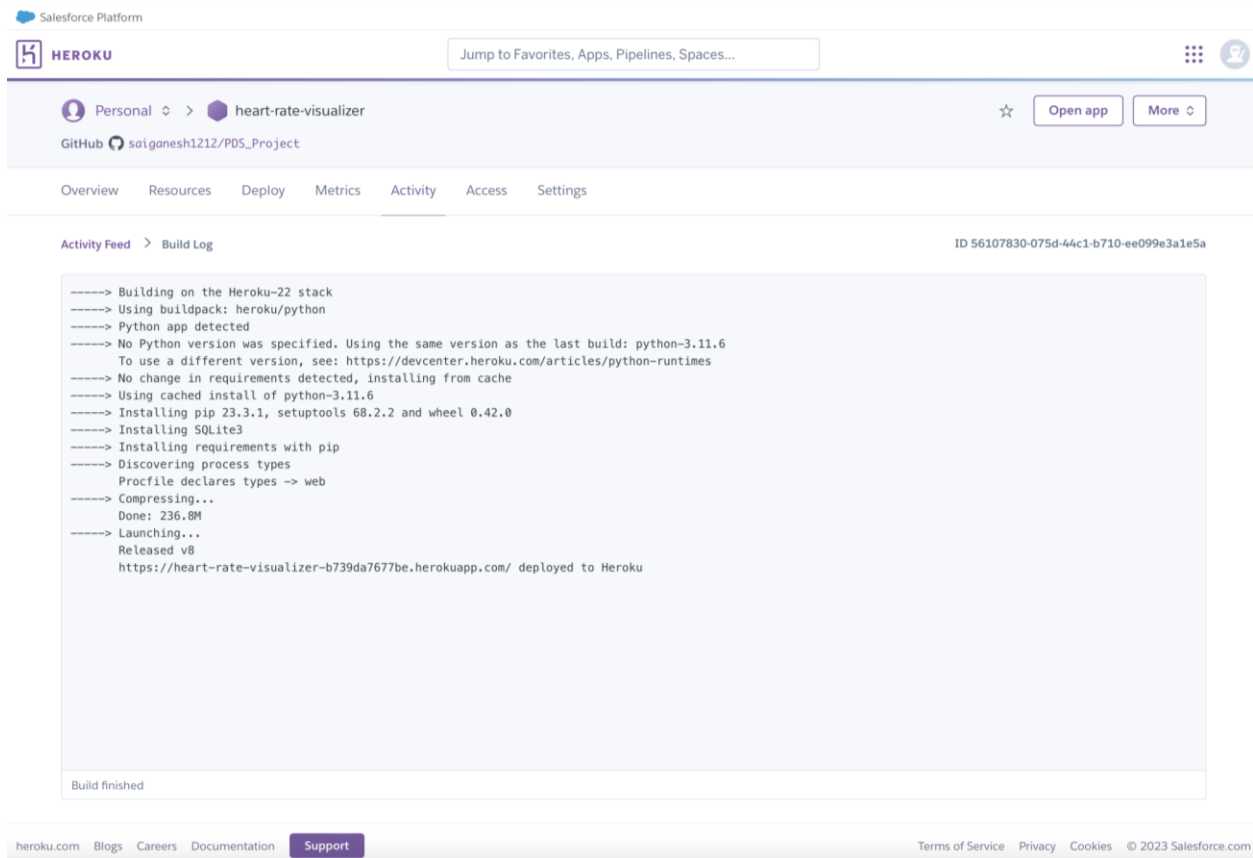 Salesforce Platform
HEROKU
Jump to Favorites, Apps, Pipelines, Spaces...
Personal > heart-rate-visualizer
Open app
More
GitHub saiganesh1212/PDS_Project
Overview Resources Deploy Metrics Activity Access Settings
Activity Feed > Build Log
ID 56107830-075d-44c1-b710-ee099e3a1e5a
-----> Building on the Heroku-22 stack
-----> Using buildpack: heroku/python
-----> Python app detected
-----> No Python version was specified. Using the same version as the last build: python-3.11.6
To use a different version, see: https://devcenter.heroku.com/articles/python-runtimes
-----> No change in requirements detected, installing from cache
-----> Using cached install of python-3.11.6
-----> Installing pip 23.3.1, setuptools 68.2.2 and wheel 0.42.0
-----> Installing SQLite3
-----> Installing requirements with pip
-----> Discovering process types
Procfile declares types -> web
-----> Compressing...
Done: 236.8M
-----> Launching...
Released v8
https://heart-rate-visualizer-b739da7677be.herokuapp.com/ deployed to Heroku
Build finished
heroku.com Blogs Careers Documentation Support
Terms of Service Privacy Cookies © 2023 Salesforce.com